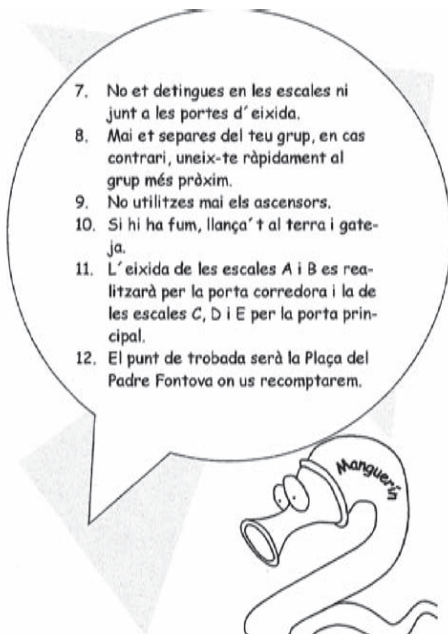 7. No et detingues en les escales ni
junt a les portes d´eixida.
8. Mai et separes del teu grup, en cas
contrari, uneix-te ràpidament al
grup més pròxim.
9. No utilitzes mai els ascensors.
10. Si hi ha fum, llança´t al terra i gate-
ja.
11. L´eixida de les escales A i B es rea-
litzarà per la porta corredora i la de
les escales C, D i E per la porta prin-
cipal.
12. El punt de trobada serà la Plaça del
Padre Fontova on us recomptarem.
Manguerín